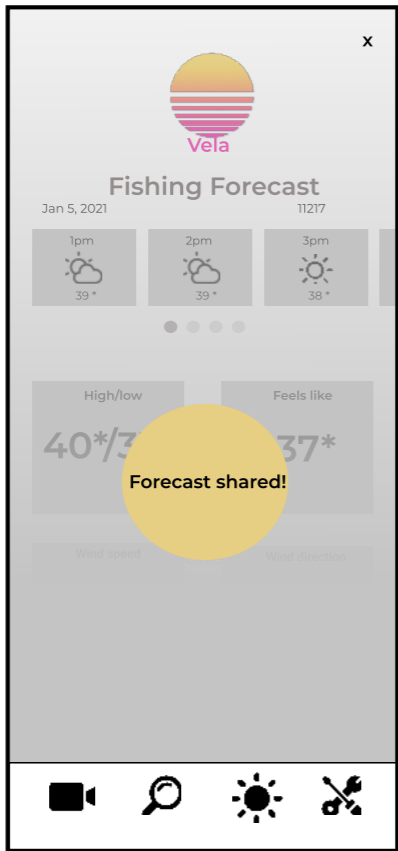 x
Vela
Fishing Forecast
Jan 5, 2021 11217
1pm 2pm 3pm
39 * 39 * 38 *
High/low Feels like
40*/3 37*
Forecast shared!
Wind speed Wind direction